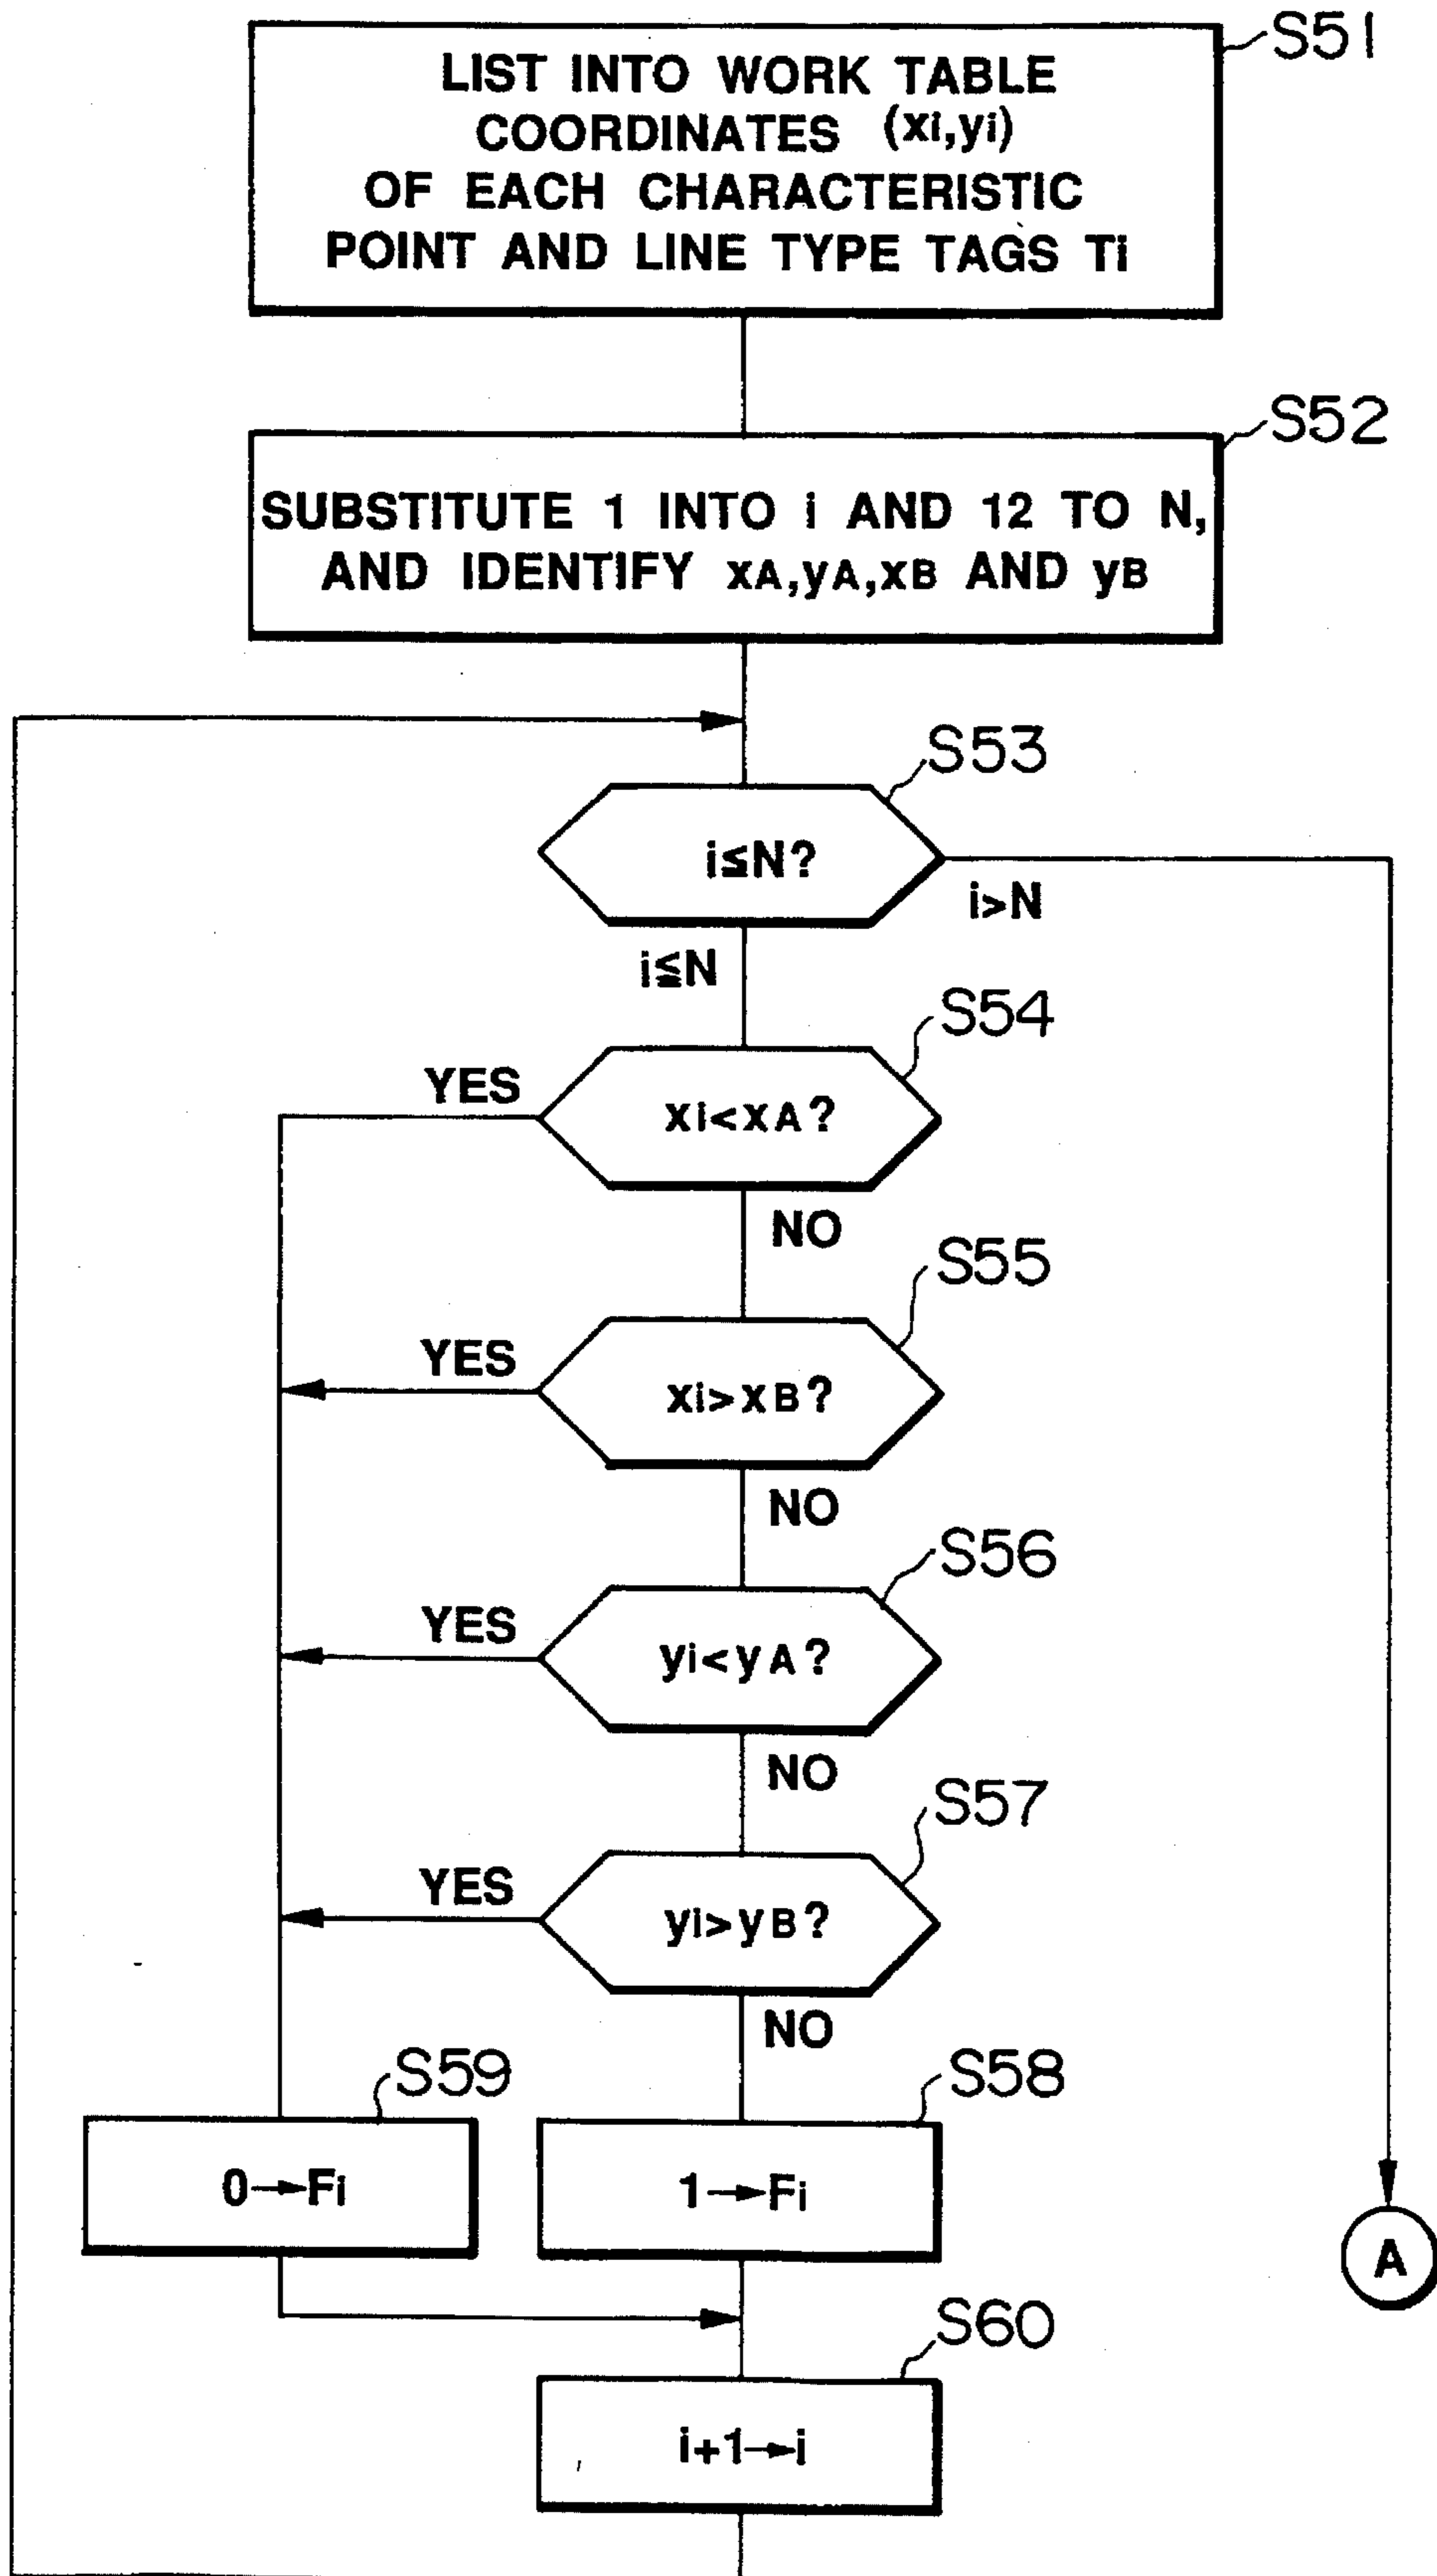 S51
LIST INTO WORK TABLE
COORDINATES (xi,yi)
OF EACH CHARACTERISTIC
POINT AND LINE TYPE TAGS Ti
S52
SUBSTITUTE 1 INTO i AND 12 TO N,
AND IDENTIFY xA,yA,xB AND yB
S53
i≦N?
i>N
i≦N
S54
YES
xi<xA?
NO
S55
YES
xi>xB?
NO
S56
YES
yi<yA?
NO
S57
YES
yi>yB?
NO
S59
S58
0→Fi
1→Fi
A
S60
i+1→i